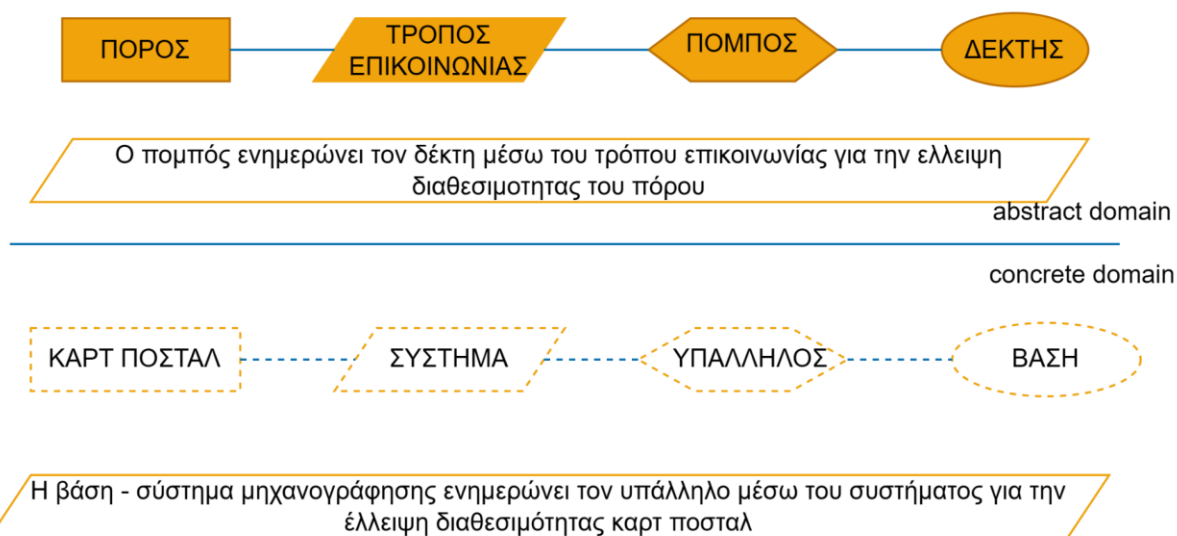 ΠΟΡΟΣ
ΤΡΟΠΟΣ
ΕΠΙΚΟΙΝΩΝΙΑΣ
ΠΟΜΠΟΣ
ΔΕΚΤΗΣ
Ο πομπός ενημερώνει τον δέκτη μέσω του τρόπου επικοινωνίας για την ελλειψη
διαθεσιμοτητας του πόρου
abstract domain
concrete domain
ΚΑΡΤ ΠΟΣΤΑΛ
ΣΥΣΤΗΜΑ
ΥΠΑΛΛΗΛΟΣ
ΒΑΣΗ
Η βάση - σύστημα μηχανογράφησης ενημερώνει τον υπάλληλο μέσω του συστήματος για την
έλλειψη διαθεσιμότητας καρτ ποσταλ